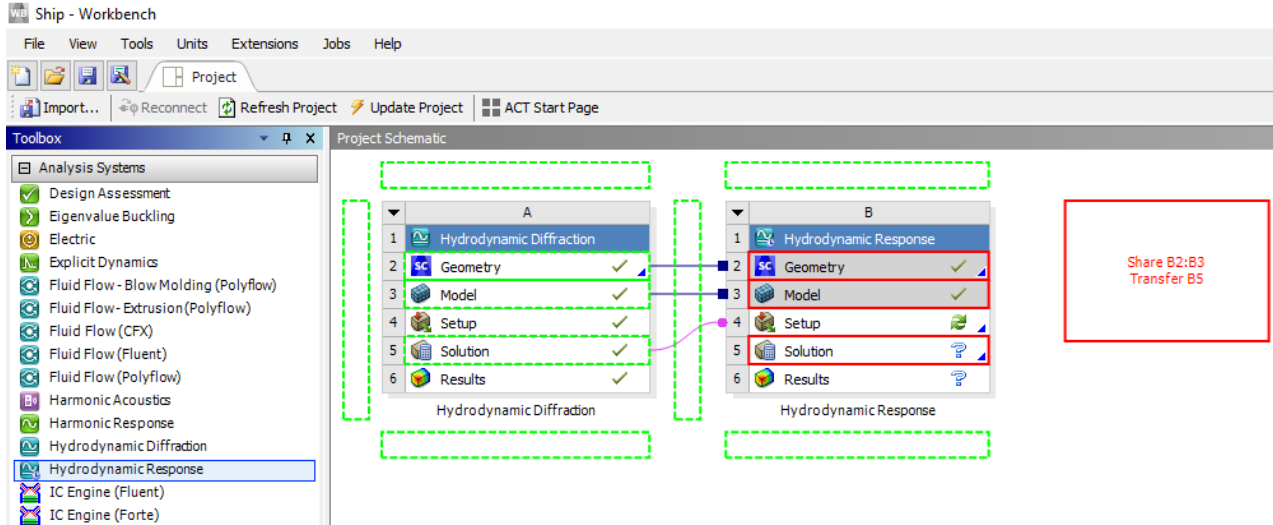 WB Ship - Workbench
File View Tools Units Extensions Jobs Help
Project
Import... Reconnect Refresh Project Update Project ACT Start Page
Toolbox
Project Schematic
Analysis Systems
Design Assessment
Eigenvalue Buckling
Electric
Explicit Dynamics
Fluid Flow - Blow Molding (Polyflow)
Fluid Flow - Extrusion (Polyflow)
Fluid Flow (CFX)
Fluid Flow (Fluent)
Fluid Flow (Polyflow)
Harmonic Acoustics
Harmonic Response
Hydrodynamic Diffraction
Hydrodynamic Response
IC Engine (Fluent)
IC Engine (Forte)
A
1 Hydrodynamic Diffraction
2 SC Geometry
3 Model
4 Setup
5 Solution
6 Results
Hydrodynamic Diffraction
B
1 Hydrodynamic Response
2 SC Geometry
3 Model
4 Setup
5 Solution ?
6 Results ?
Hydrodynamic Response
Share B2:B3
Transfer B5